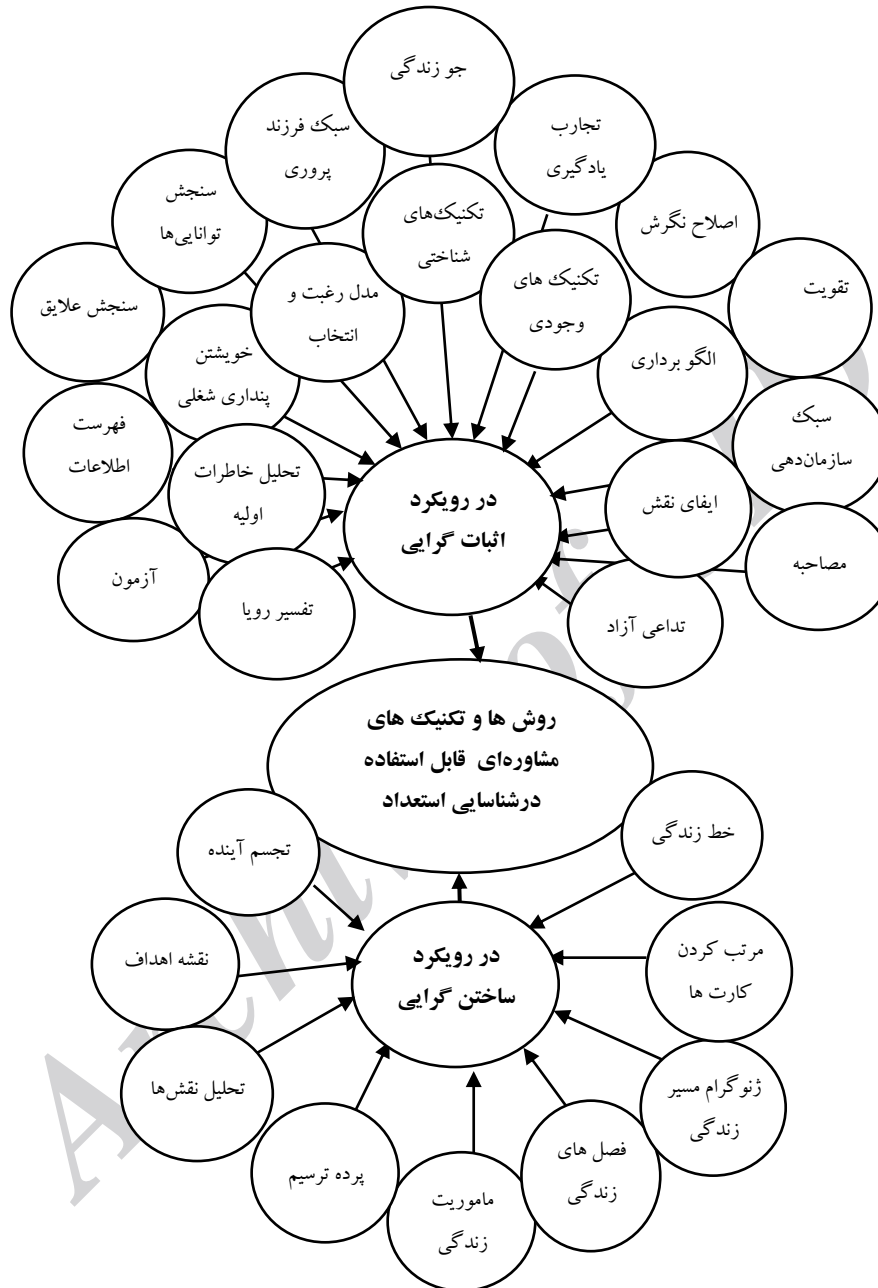 جو زندگی
تجارب
یادگیری
سبک فرزند
پروری
اصلاح نگرش
سنجش
توانایی‌ها
تکنیک‌های
شناختی
تقویت
تکنیک های
وجودی
سنجش علایق
مدل رغبت و
انتخاب
الگو برداری
خویشتن
پنداری شغلی
سبک
سازمان‌دهی
فهرست
اطلاعات
تحلیل خاطرات
اولیه
ایفای نقش
در رویکرد
اثبات گرایی
مصاحبه
آزمون
تفسیر رویا
تداعی آزاد
روش ها و تکنیک های
مشاوره‌ای قابل استفاده
درشناسایی استعداد
خط زندگی
تجسم آینده
مرتب کردن
کارت ها
نقشه اهداف
در رویکرد
ساختن گرایی
تحلیل نقش‌ها
ژنوگرام مسیر
زندگی
پرده ترسیم
فصل های
زندگی
ماموریت
زندگی